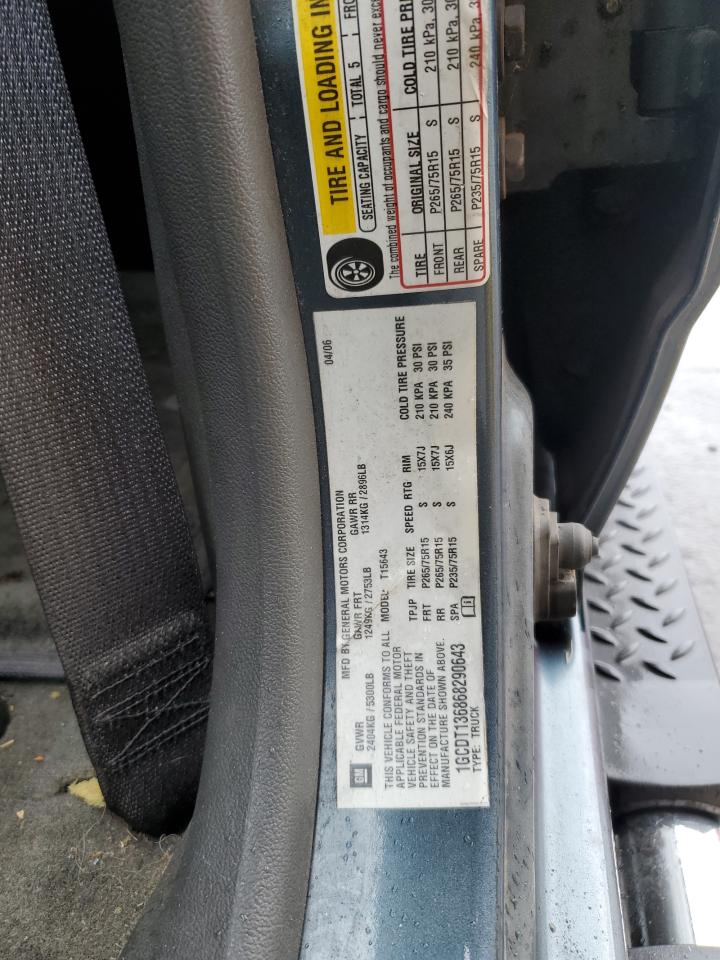 TIRE AND LOADING IN
SEATING CAPACITY TOTAL 5 FRO
The combined weight of occupants and cargo should never exce
TIRE ORIGINAL SIZE COLD TIRE PR
FRONT P265/75R15 S 210 kPa, 30
REAR P265/75R15 S 210 kPa, 30
SPARE P235/75R15 S 240 kPa, 3
04/06
MFD BY GENERAL MOTORS CORPORATION
GM GVWR GAWR FRT GAWR RR
2404KG / 5300LB 1249KG / 2753LB 1314KG / 2896LB
THIS VEHICLE CONFORMS TO ALL
APPLICABLE FEDERAL MOTOR
VEHICLE SAFETY AND THEFT
PREVENTION STANDARDS IN
EFFECT ON THE DATE OF
MANUFACTURE SHOWN ABOVE.
1GCDT136868290643
TYPE: TRUCK
MODEL: T15643
TPJP TIRE SIZE SPEED RTG RIM COLD TIRE PRESSURE
FRT P265/75R15 S 15X7J 210 KPA 30 PSI
RR P265/75R15 S 15X7J 210 KPA 30 PSI
SPA P235/75R15 S 15X6J 240 KPA 35 PSI